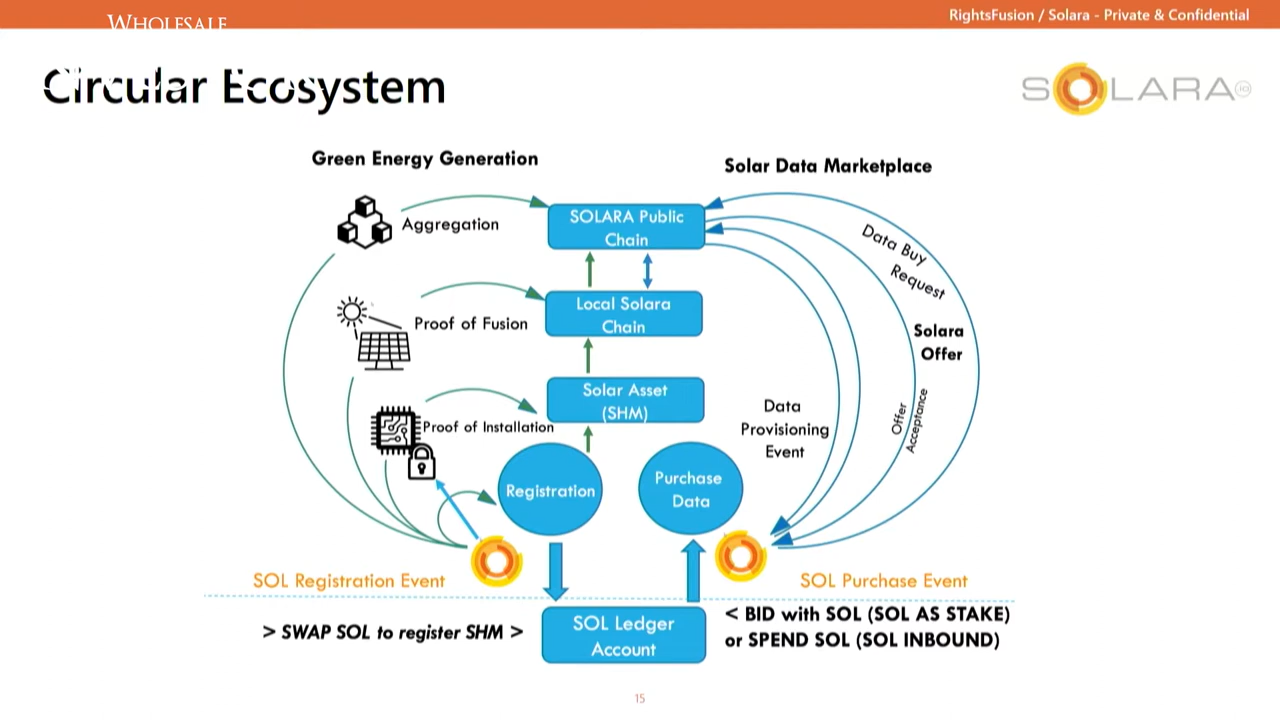 WHOLESALE
RightsFusion / Solara - Private & Confidential
Circular Ecosystem
SOLARA
Green Energy Generation
Solar Data Marketplace
Aggregation
SOLARA Public
Chain
Data Buy
Request
Proof of Fusion
Local Solara
Chain
Solara
Offer
Proof of Installation
Solar Asset
(SHM)
Data
Provisioning
Event
Offer
Acceptance
Registration
Purchase
Data
SOL Registration Event
SOL Purchase Event
> SWAP SOL to register SHM >
SOL Ledger
Account
< BID with SOL (SOL AS STAKE)
or SPEND SOL (SOL INBOUND)
15